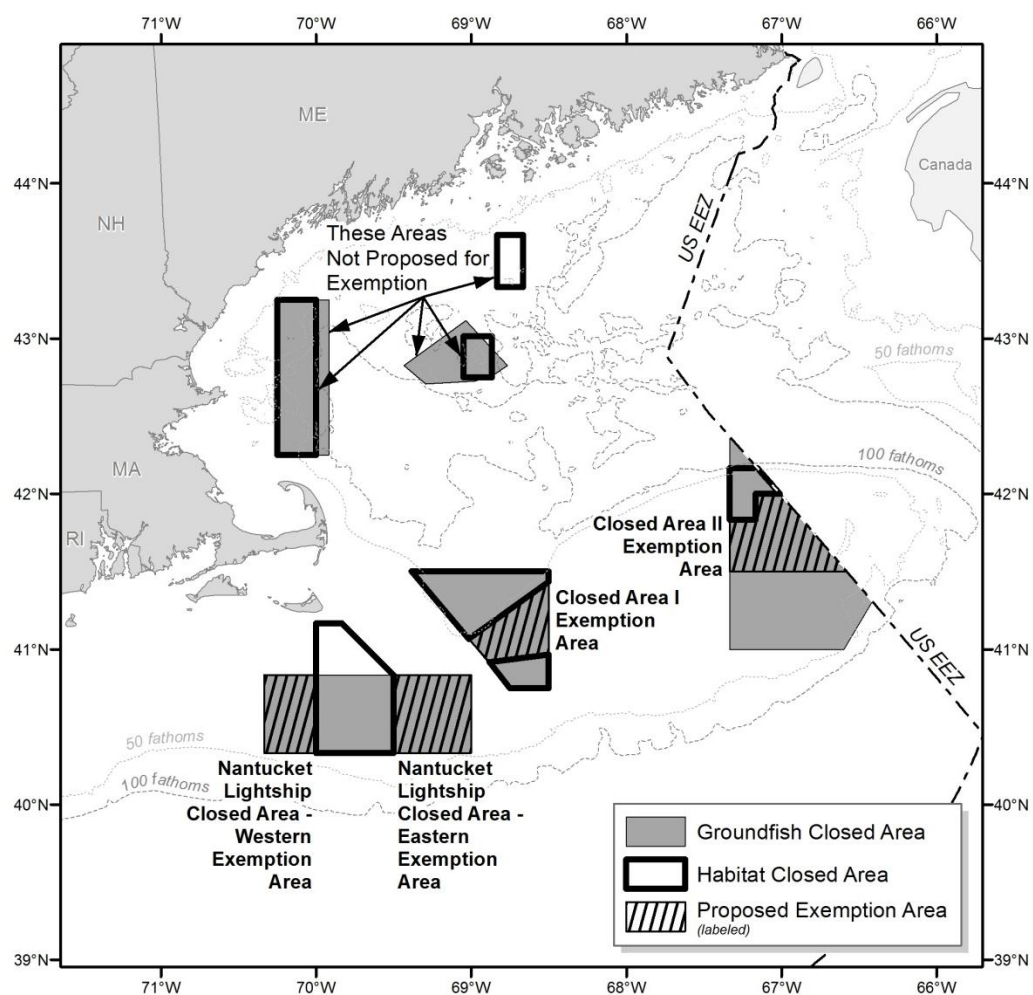 71°W 70°W 69°W 68°W 67°W 66°W
ME
Canada
44°N
44°N
NH
US EEZ
These Areas
Not Proposed for
Exemption
43°N
43°N
50 fathoms
MA
100 fathoms
42°N
42°N
RI
Closed Area II
Exemption
Area
Closed Area I
Exemption
Area
41°N
41°N
US EEZ
50 fathoms
100 fathoms
40°N
40°N
Nantucket
Lightship
Closed Area -
Western
Exemption
Area
Nantucket
Lightship
Closed Area -
Eastern
Exemption
Area
Groundfish Closed Area
Habitat Closed Area
Proposed Exemption Area
(labeled)
39°N
39°N
71°W 70°W 69°W 68°W 67°W 66°W